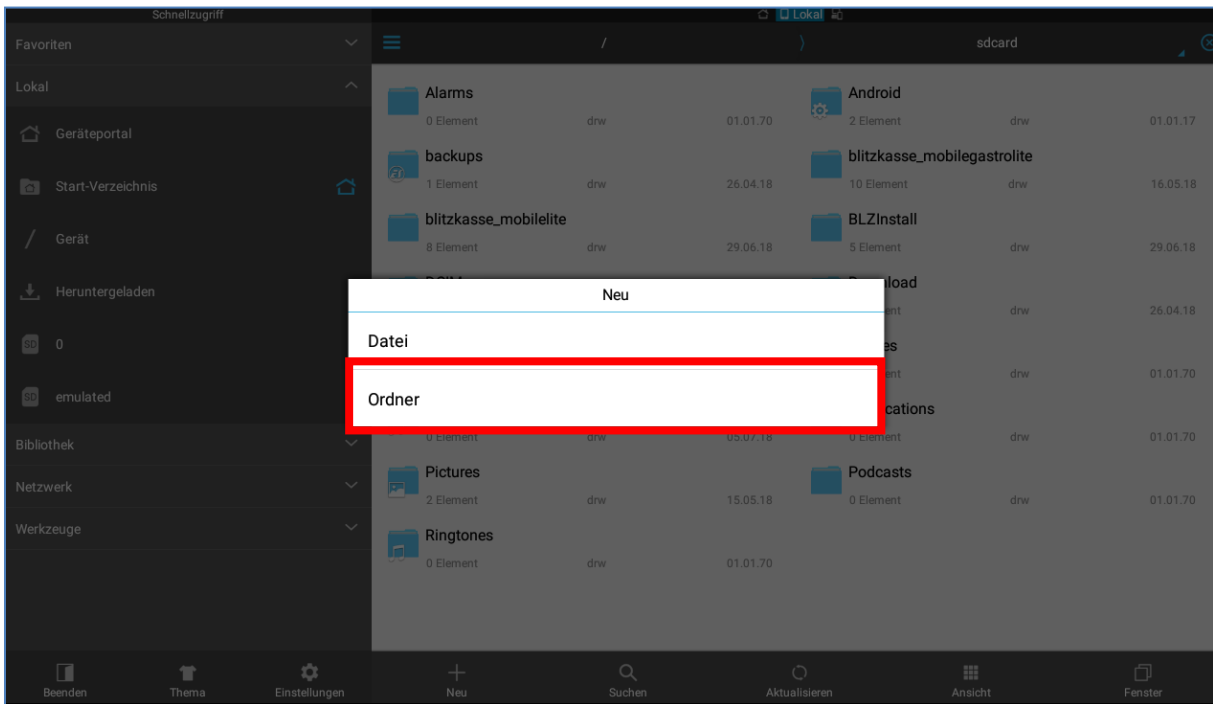 Schnellzugriff
Lokal
Favoriten
/
sdcard
Lokal
Geräteportal
Start-Verzeichnis
Gerät
Heruntergeladen
0
emulated
Bibliothek
Netzwerk
Werkzeuge
Alarms
0 Element drw 01.01.70
Android
2 Element drw 01.01.17
backups
1 Element drw 26.04.18
blitzkasse_mobilegastrolite
10 Element drw 16.05.18
blitzkasse_mobilelite
8 Element drw 29.06.18
BLZInstall
5 Element drw 29.06.18
drw 26.04.18
drw 01.01.70
Neu
Datei
Ordner
0 Element drw 05.07.18
0 Element drw 01.01.70
Pictures
2 Element drw 15.05.18
Podcasts
0 Element drw 01.01.70
Ringtones
0 Element drw 01.01.70
Beenden
Thema
Einstellungen
Neu
Suchen
Aktualisieren
Ansicht
Fenster